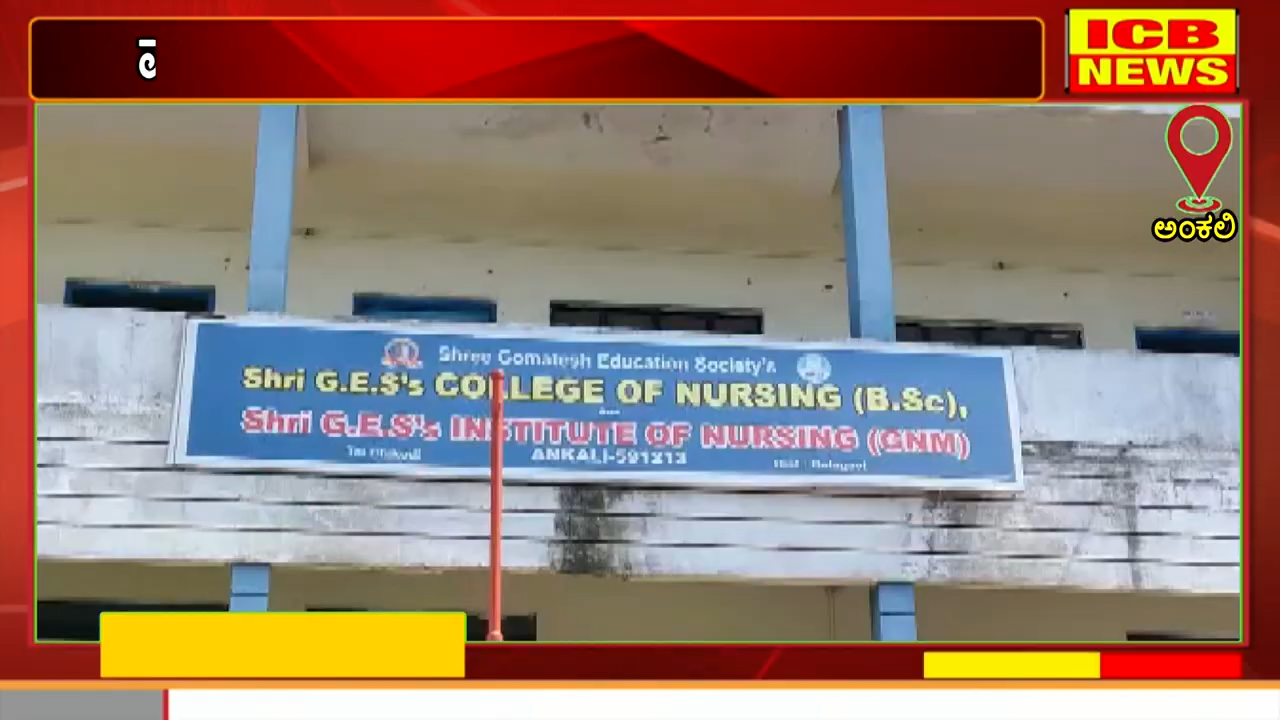 ICB
NEWS
ಅಂಕಲಿ
Shree Gomatesh Education Society's
Shri G.E.S's COLLEGE OF NURSING (B.Sc),
Shri G.E.S's INSTITUTE OF NURSING (GNM)
ANKALI-591213